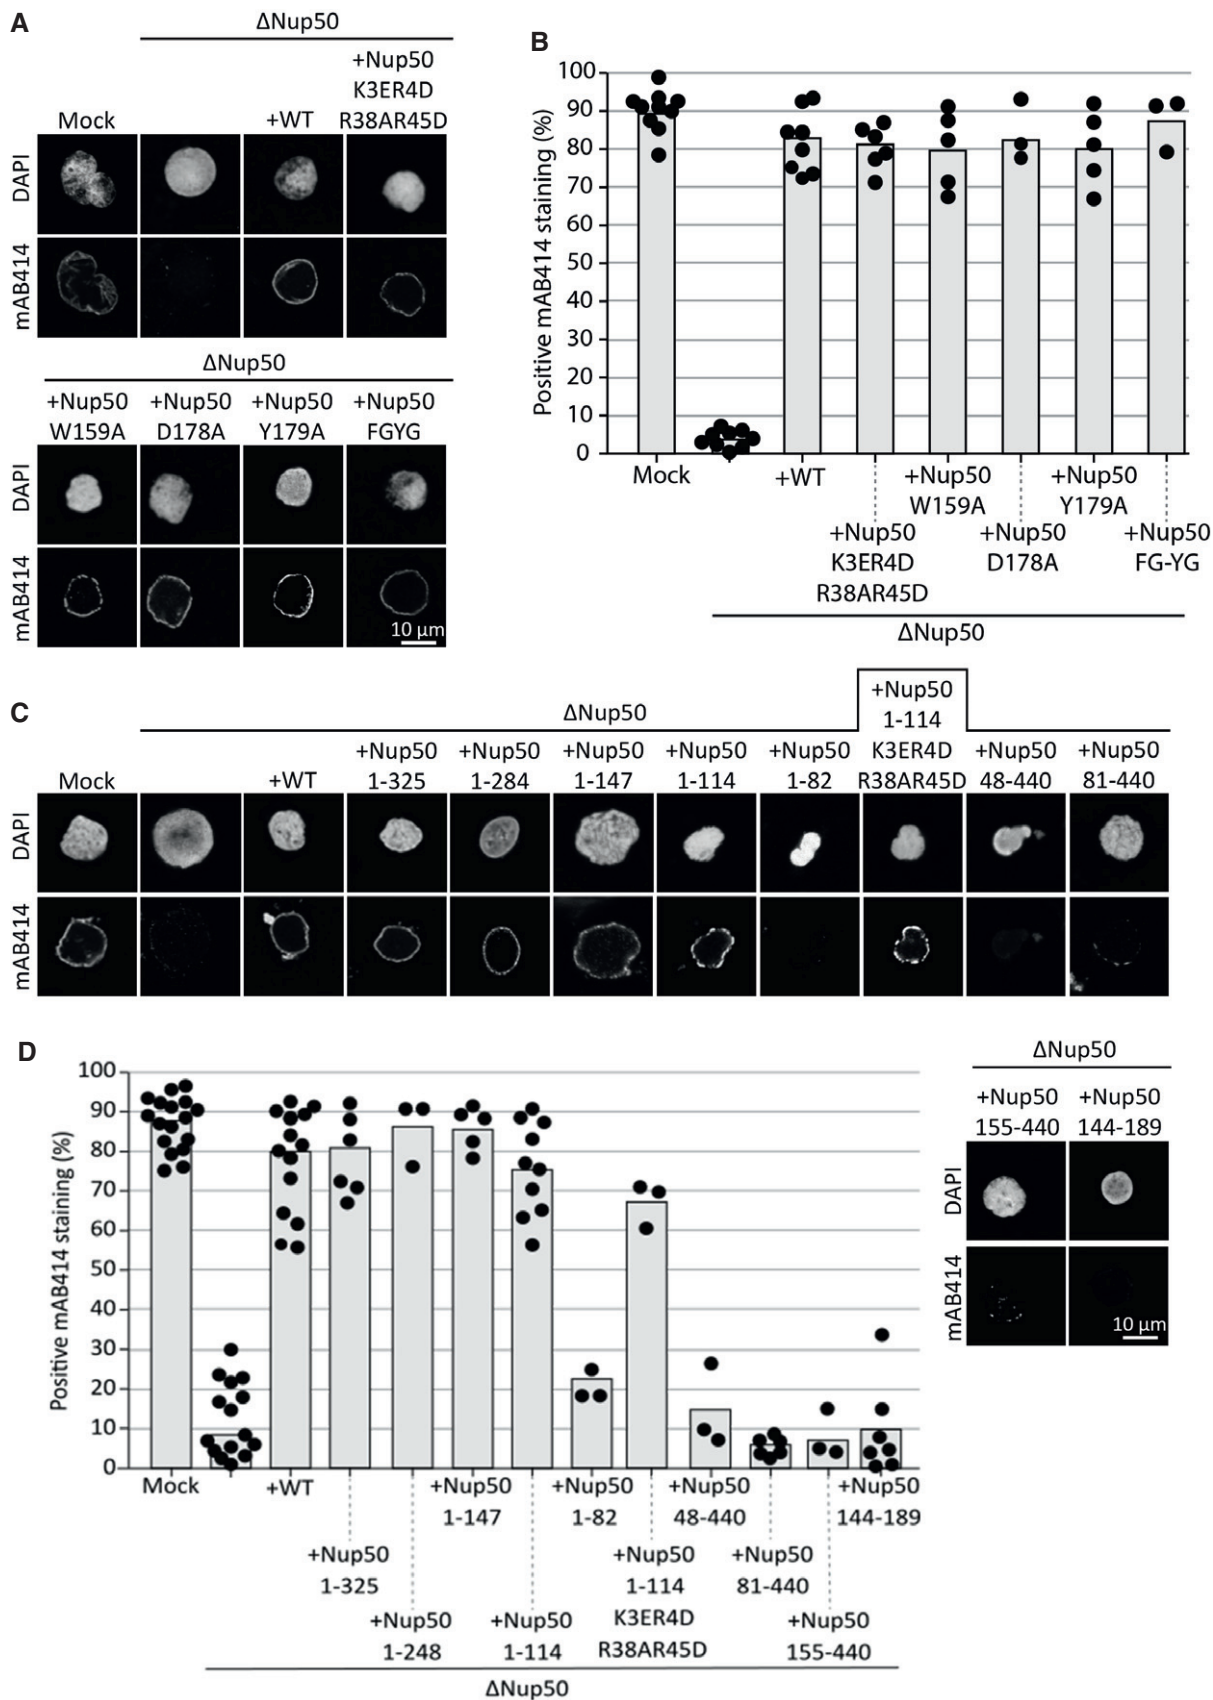 A
ΔNup50
Mock
+WT
+Nup50
K3ER4D
R38AR45D
DAPI
mAB414
ΔNup50
+Nup50
W159A
+Nup50
D178A
+Nup50
Y179A
+Nup50
FGYG
DAPI
mAB414
10 µm
B
Positive mAB414 staining (%)
100
90
80
70
60
50
40
30
20
10
0
Mock
+WT
+Nup50
K3ER4D
R38AR45D
+Nup50
W159A
+Nup50
D178A
+Nup50
Y179A
+Nup50
FG-YG
ΔNup50
C
ΔNup50
Mock
+WT
+Nup50
1-325
+Nup50
1-284
+Nup50
1-147
+Nup50
1-114
+Nup50
1-82
+Nup50
1-114
K3ER4D
R38AR45D
+Nup50
48-440
+Nup50
81-440
DAPI
mAB414
D
Positive mAB414 staining (%)
100
90
80
70
60
50
40
30
20
10
0
Mock
+WT
+Nup50
1-325
+Nup50
1-248
+Nup50
1-147
+Nup50
1-114
+Nup50
1-82
+Nup50
1-114
K3ER4D
R38AR45D
+Nup50
48-440
+Nup50
81-440
+Nup50
155-440
+Nup50
144-189
ΔNup50
ΔNup50
+Nup50
155-440
+Nup50
144-189
DAPI
mAB414
10 µm